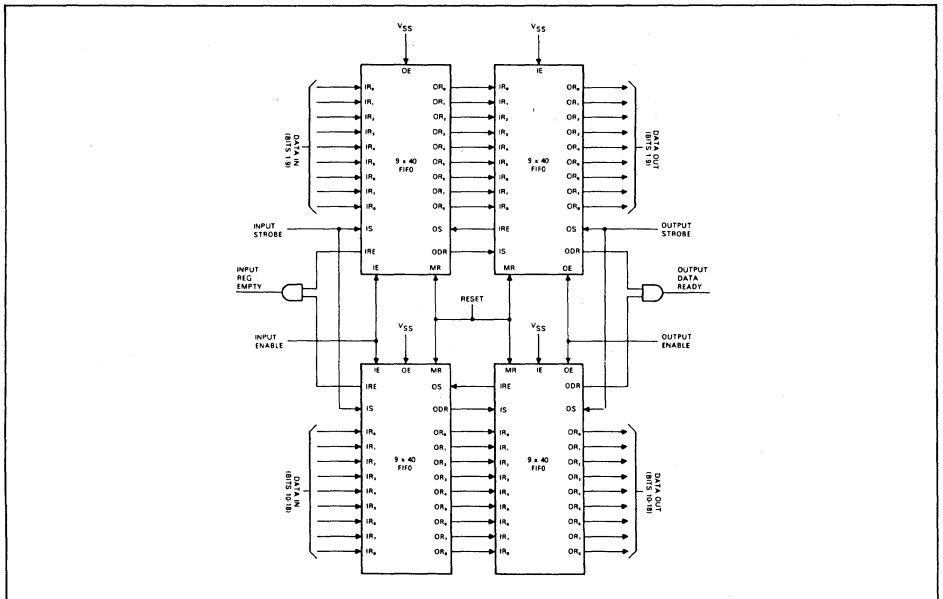 VSS
VSS
OE
IE
IR₀ OR₀ IR₀ OR₀
IR₁ OR₁ IR₁ OR₁
IR₂ OR₂ IR₂ OR₂
IR₃ OR₃ IR₃ OR₃
IR₄ OR₄ IR₄ OR₄
IR₅ OR₅ IR₅ OR₅
IR₆ OR₆ IR₆ OR₆
IR₇ OR₇ IR₇ OR₇
IR₈ OR₈ IR₈ OR₈
DATA IN
(BITS 1-9)
9 x 40
FIFO
9 x 40
FIFO
DATA OUT
(BITS 1-9)
INPUT
STROBE
IS OS IRE OS
OUTPUT
STROBE
IRE ODR IS ODR
IE MR MR OE
INPUT
REG
EMPTY
RESET
OUTPUT
DATA
READY
INPUT
ENABLE
VSS
VSS
OUTPUT
ENABLE
IE OE MR MR IE OE
IRE OS IRE ODR
IS ODR IS OS
IR₀ OR₀ IR₀ OR₀
IR₁ OR₁ IR₁ OR₁
IR₂ OR₂ IR₂ OR₂
IR₃ OR₃ IR₃ OR₃
IR₄ OR₄ IR₄ OR₄
IR₅ OR₅ IR₅ OR₅
IR₆ OR₆ IR₆ OR₆
IR₇ OR₇ IR₇ OR₇
IR₈ OR₈ IR₈ OR₈
DATA IN
(BITS 10-18)
9 x 40
FIFO
9 x 40
FIFO
DATA OUT
(BITS 10-18)